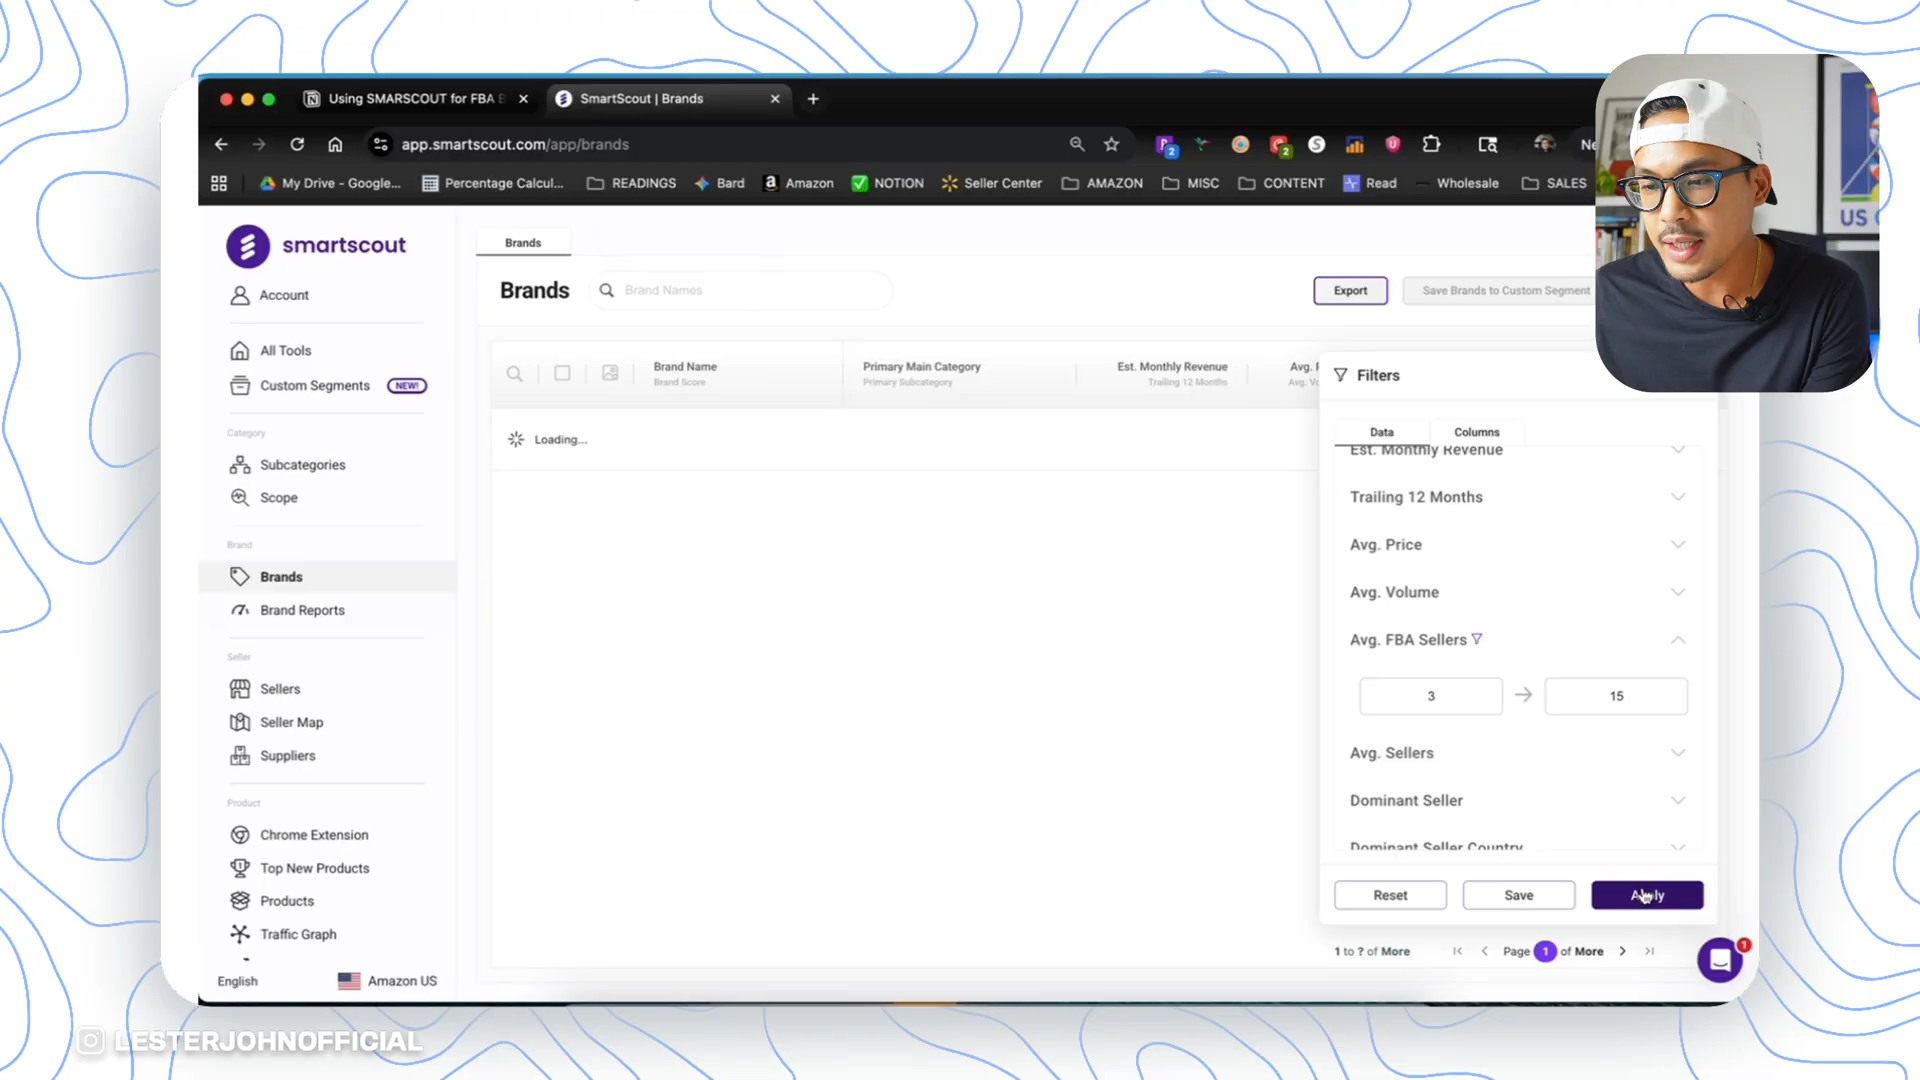 Using SMARSCOUT for FBA B
SmartScout | Brands
app.smartscout.com/app/brands
2
2
Ne
My Drive - Google...
Percentage Calcul...
READINGS
Bard
Amazon
NOTION
Seller Center
AMAZON
MISC
CONTENT
Read
Wholesale
SALES
US
smartscout
Account
All Tools
Custom Segments
NEW!
Category
Subcategories
Scope
Brand
Brands
Brand Reports
Seller
Sellers
Seller Map
Suppliers
Product
Chrome Extension
Top New Products
Products
Traffic Graph
English
Amazon US
Brands
Brands
Brand Names
Export
Save Brands to Custom Segment
Brand Name
Brand Score
Primary Main Category
Primary Subcategory
Est. Monthly Revenue
Trailing 12 Months
Avg. P
Avg. Vo
Loading...
Filters
Data
Columns
Est. Monthly Revenue
Trailing 12 Months
Avg. Price
Avg. Volume
Avg. FBA Sellers
3
15
Avg. Sellers
Dominant Seller
Dominant Seller Country
Reset
Save
Apply
1 to ? of More
Page 1 of More
1
LESTERJOHNOFFICIAL